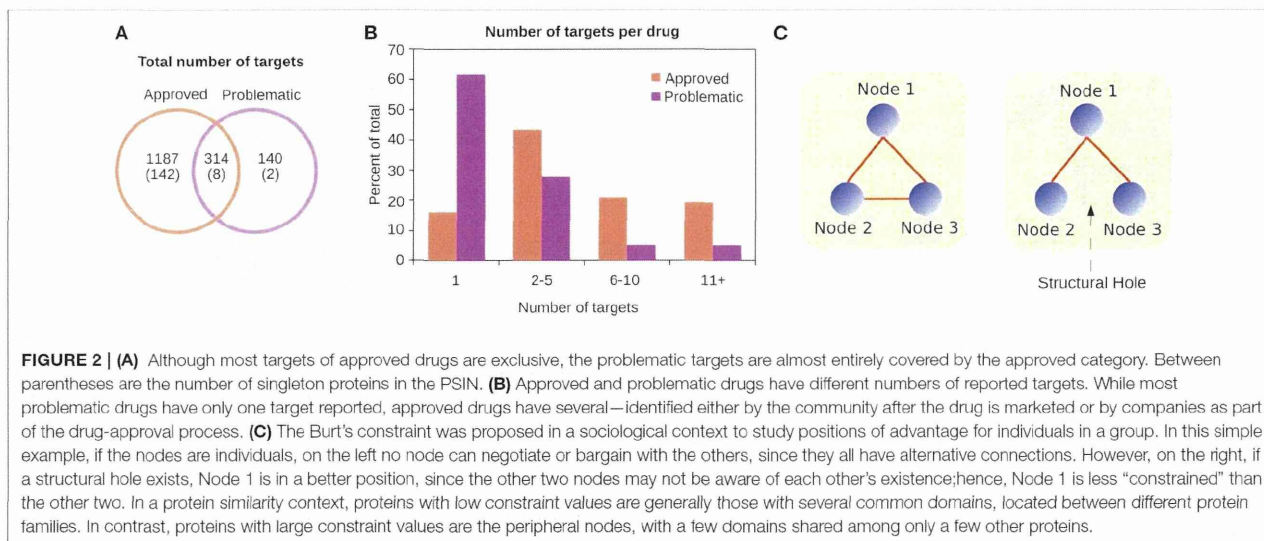 A
Total number of targets
Approved Problematic
1187 314 140
(142) (8) (2)
B
Number of targets per drug
70
60
50
40
30
20
10
0
Percent of total
Approved
Problematic
1 2-5 6-10 11+
Number of targets
C
Node 1
Node 2 Node 3
Node 1
Node 2 Node 3
Structural Hole
FIGURE 2 | (A) Although most targets of approved drugs are exclusive, the problematic targets are almost entirely covered by the approved category. Between
parentheses are the number of singleton proteins in the PSIN. (B) Approved and problematic drugs have different numbers of reported targets. While most
problematic drugs have only one target reported, approved drugs have several—identified either by the community after the drug is marketed or by companies as part
of the drug-approval process. (C) The Burt's constraint was proposed in a sociological context to study positions of advantage for individuals in a group. In this simple
example, if the nodes are individuals, on the left no node can negotiate or bargain with the others, since they all have alternative connections. However, on the right, if
a structural hole exists, Node 1 is in a better position, since the other two nodes may not be aware of each other's existence;hence, Node 1 is less “constrained” than
the other two. In a protein similarity context, proteins with low constraint values are generally those with several common domains, located between different protein
families. In contrast, proteins with large constraint values are the peripheral nodes, with a few domains shared among only a few other proteins.